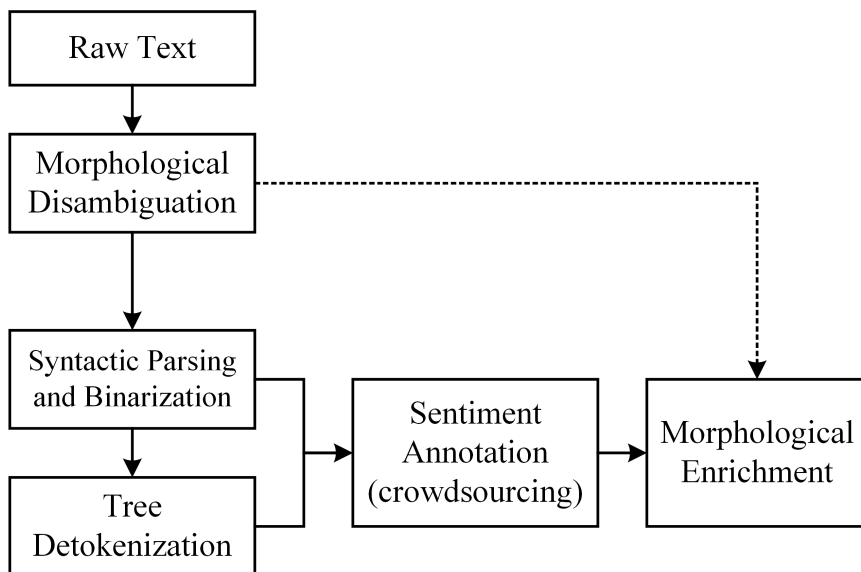 Raw Text
Morphological
Disambiguation
Syntactic Parsing
and Binarization
Tree
Detokenization
Sentiment
Annotation
(crowdsourcing)
Morphological
Enrichment